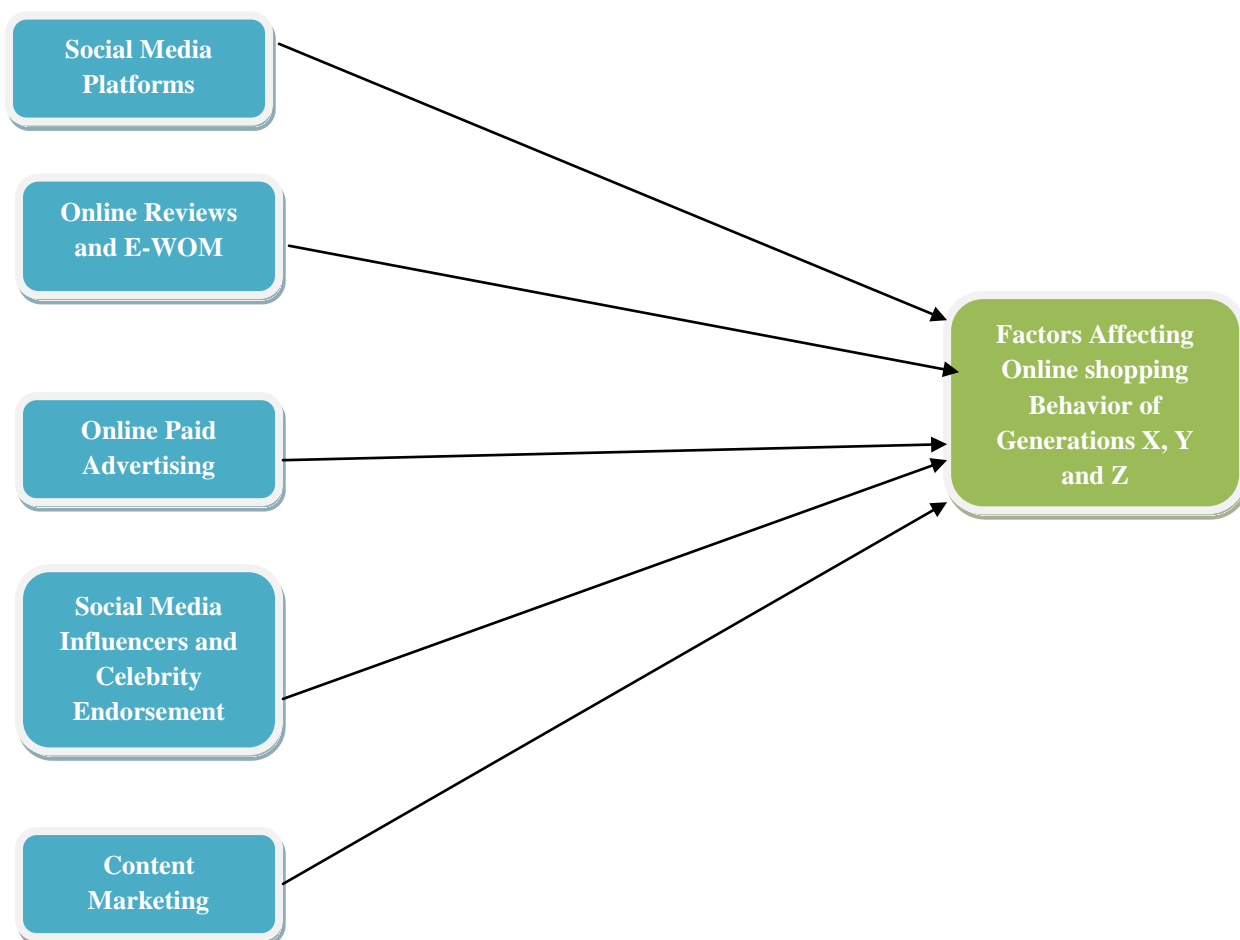 Social Media
Platforms
Online Reviews
and E-WOM
Online Paid
Advertising
Social Media
Influencers and
Celebrity
Endorsement
Content
Marketing
Factors Affecting
Online shopping
Behavior of
Generations X, Y
and Z